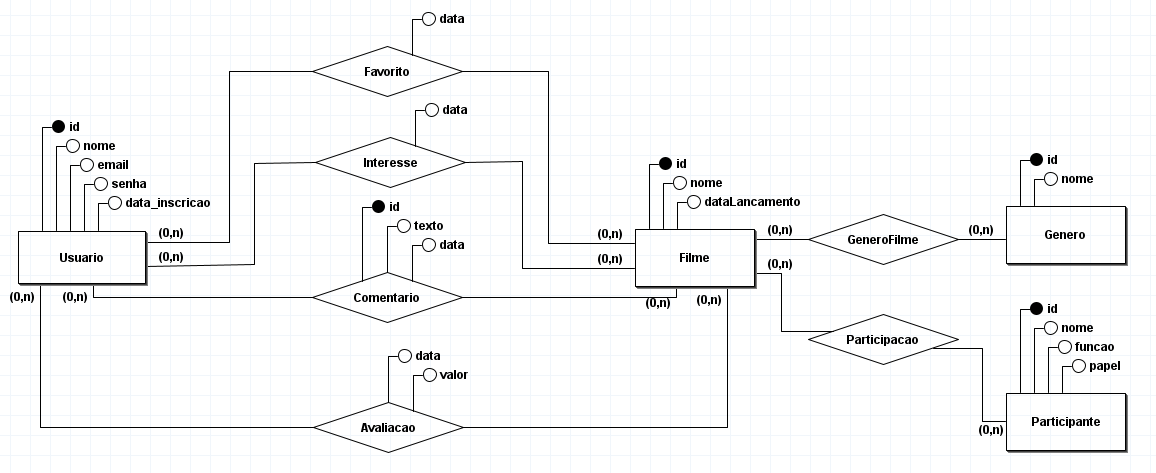 data
Favorito
data
Interesse
id
nome
email
senha
data_inscricao
Usuario
(0,n)
(0,n)
(0,n)
(0,n)
id
texto
data
Comentario
data
valor
Avaliacao
id
nome
dataLancamento
Filme
(0,n)
(0,n)
(0,n)
(0,n)
(0,n)
(0,n)
GeneroFilme
(0,n)
id
nome
Genero
Participacao
id
nome
funcao
papel
Participante
(0,n)